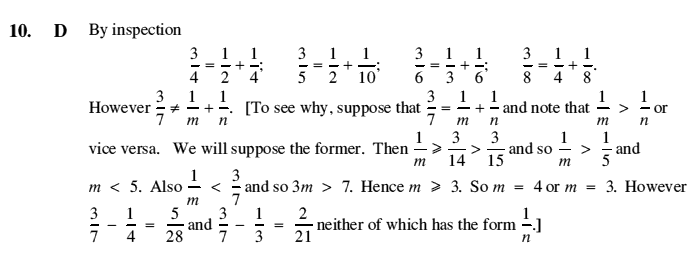 10. D By inspection
3/4 = 1/2 + 1/4; 3/5 = 1/2 + 1/10; 3/6 = 1/3 + 1/6; 3/8 = 1/4 + 1/8.
However 3/7 ≠ 1/m + 1/n. [To see why, suppose that 3/7 = 1/m + 1/n and note that 1/m > 1/n or
vice versa. We will suppose the former. Then 1/m ⩾ 3/14 > 3/15 and so 1/m > 1/5 and
m < 5. Also 1/m < 3/7 and so 3m > 7. Hence m ⩾ 3. So m = 4 or m = 3. However
3/7 − 1/4 = 5/28 and 3/7 − 1/3 = 2/21 neither of which has the form 1/n.]